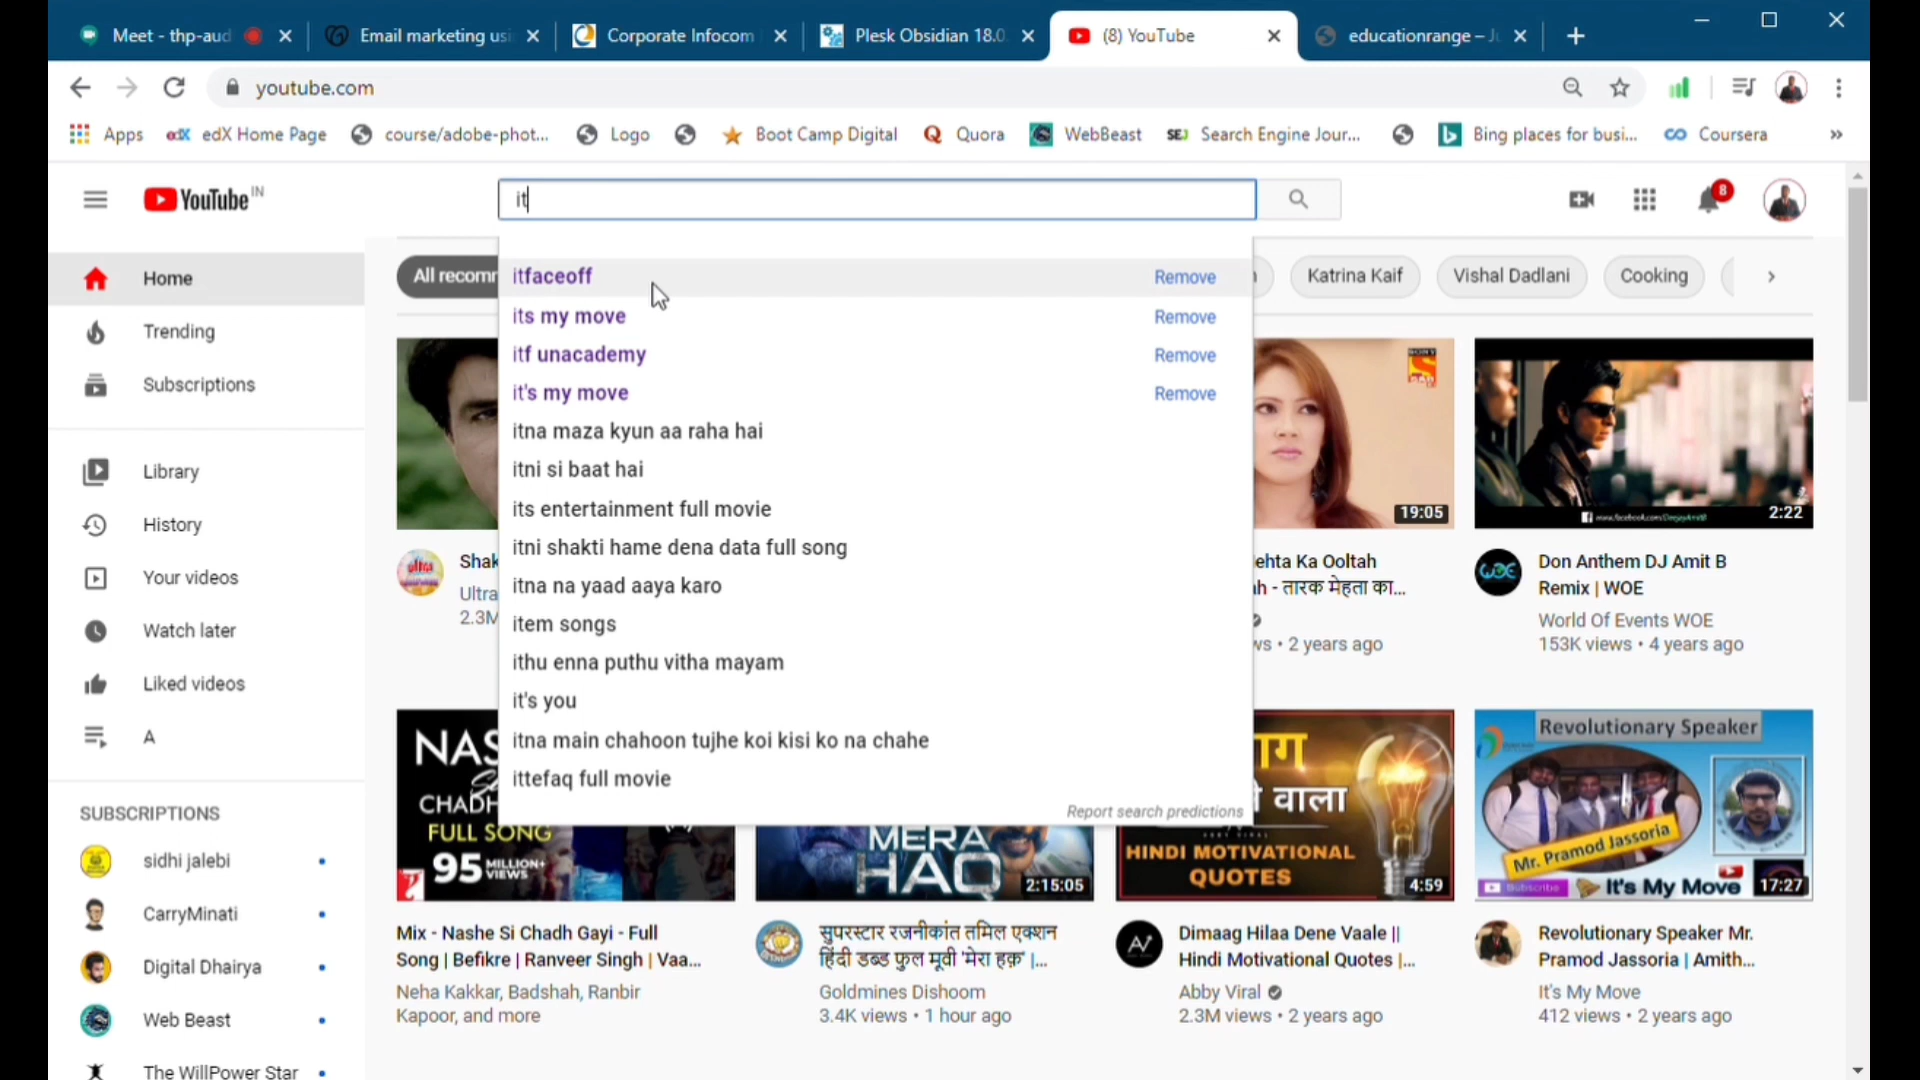 Meet - thp-aud
Email marketing usi
Corporate Infocom
Plesk Obsidian 18.0.
(8) YouTube
educationrange – Ju
youtube.com
Apps
edX
edX Home Page
course/adobe-phot...
Logo
Boot Camp Digital
Quora
WebBeast
SEJ
Search Engine Jour...
Bing places for busi...
Coursera
»
YouTube IN
it
8
Home
Trending
Subscriptions
Library
History
Your videos
Watch later
Liked videos
A
SUBSCRIPTIONS
sidhi jalebi
CarryMinati
Digital Dhairya
Web Beast
The WillPower Star
All recomm
Katrina Kaif
Vishal Dadlani
Cooking
itfaceoff Remove
its my move Remove
itf unacademy Remove
it's my move Remove
itna maza kyun aa raha hai
itni si baat hai
its entertainment full movie
itni shakti hame dena data full song
itna na yaad aaya karo
item songs
ithu enna puthu vitha mayam
it's you
itna main chahoon tujhe koi kisi ko na chahe
ittefaq full movie
Report search predictions
SONY
SAB
19:05
2:22
Shak
Ultra
2.3M
ehta Ka Ooltah
h - तारक मेहता का...
ws • 2 years ago
WOE
Don Anthem DJ Amit B
Remix | WOE
World Of Events WOE
153K views • 4 years ago
NAS
CHADH
FULL SONG
95 MILLION+
VIEWS
MERA
HAQ
2:15:05
ाग
वाला
ABBY VIRAL
HINDI MOTIVATIONAL
QUOTES
4:59
Revolutionary Speaker
Mr. Pramod Jassoria
Subscribe
It's My Move
17:27
Mix - Nashe Si Chadh Gayi - Full
Song | Befikre | Ranveer Singh | Vaa...
Neha Kakkar, Badshah, Ranbir
Kapoor, and more
सुपरस्टार रजनीकांत तमिल एक्शन
हिंदी डब्ड फुल मूवी 'मेरा हक़' |...
Goldmines Dishoom
3.4K views • 1 hour ago
Dimaag Hilaa Dene Vaale ||
Hindi Motivational Quotes |...
Abby Viral
2.3M views • 2 years ago
Revolutionary Speaker Mr.
Pramod Jassoria | Amith...
It's My Move
412 views • 2 years ago